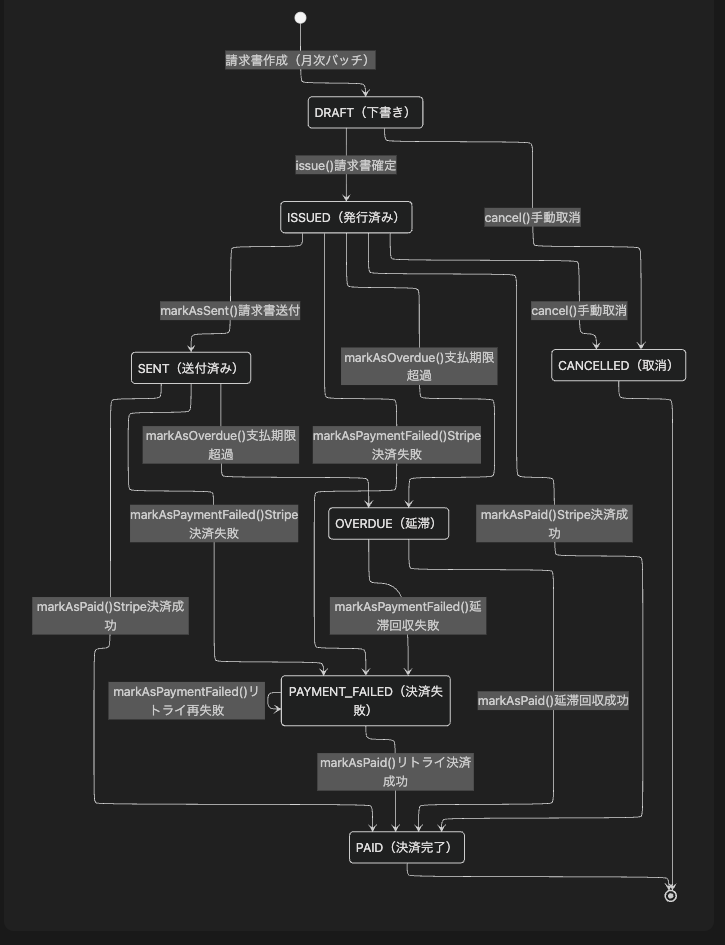 請求書作成（月次バッチ）
DRAFT（下書き）
issue()請求書確定
ISSUED（発行済み）
cancel()手動取消
markAsSent()請求書送付
cancel()手動取消
markAsOverdue()支払期限
超過
SENT（送付済み）
CANCELLED（取消）
markAsOverdue()支払期限
超過
markAsPaymentFailed()Stripe
決済失敗
markAsPaymentFailed()Stripe
決済失敗
OVERDUE（延滞）
markAsPaid()Stripe決済成
功
markAsPaid()Stripe決済成
功
markAsPaymentFailed()延
滞回収失敗
markAsPaymentFailed()リ
トライ再失敗
PAYMENT_FAILED（決済失
敗）
markAsPaid()延滞回収成功
markAsPaid()リトライ決済
成功
PAID（決済完了）